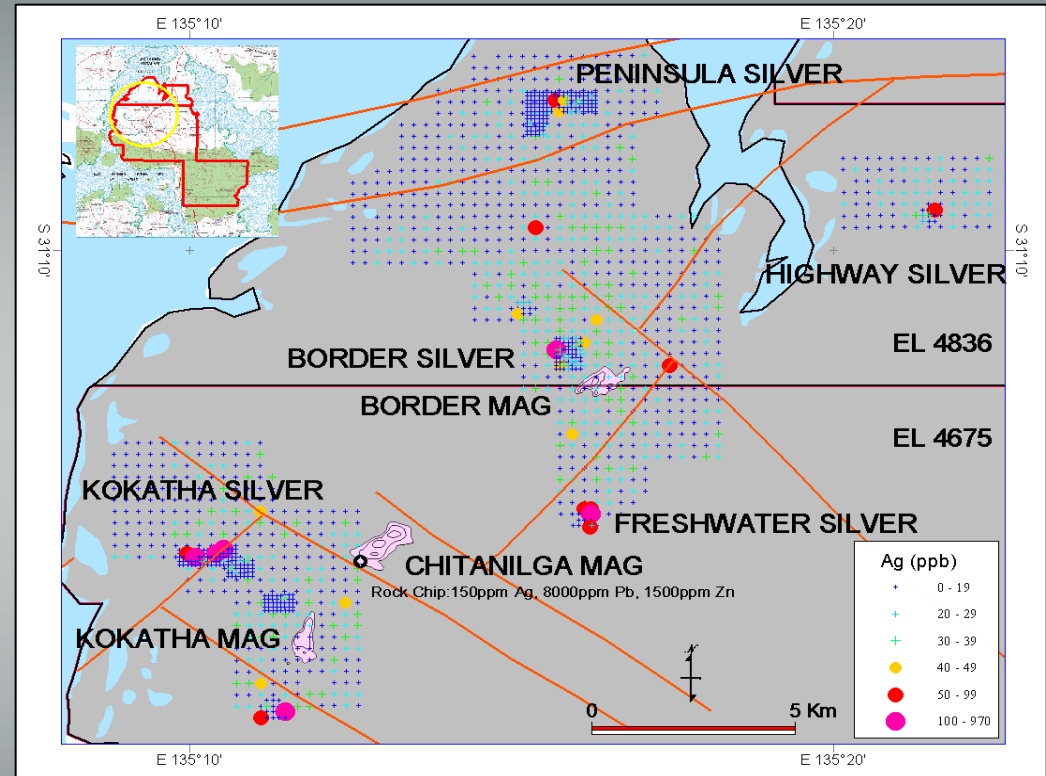 E 135°10'
E 135°20'
PENINSULA SILVER
S 31°10'
S 31°10'
HIGHWAY SILVER
EL 4836
BORDER SILVER
BORDER MAG
EL 4675
KOKATHA SILVER
FRESHWATER SILVER
CHITANILGA MAG
Rock Chip:150ppm Ag, 8000ppm Pb, 1500ppm Zn
KOKATHA MAG
Ag (ppb)
0 - 19
20 - 29
30 - 39
40 - 49
50 - 99
100 - 970
N
0 5 Km
E 135°10'
E 135°20'